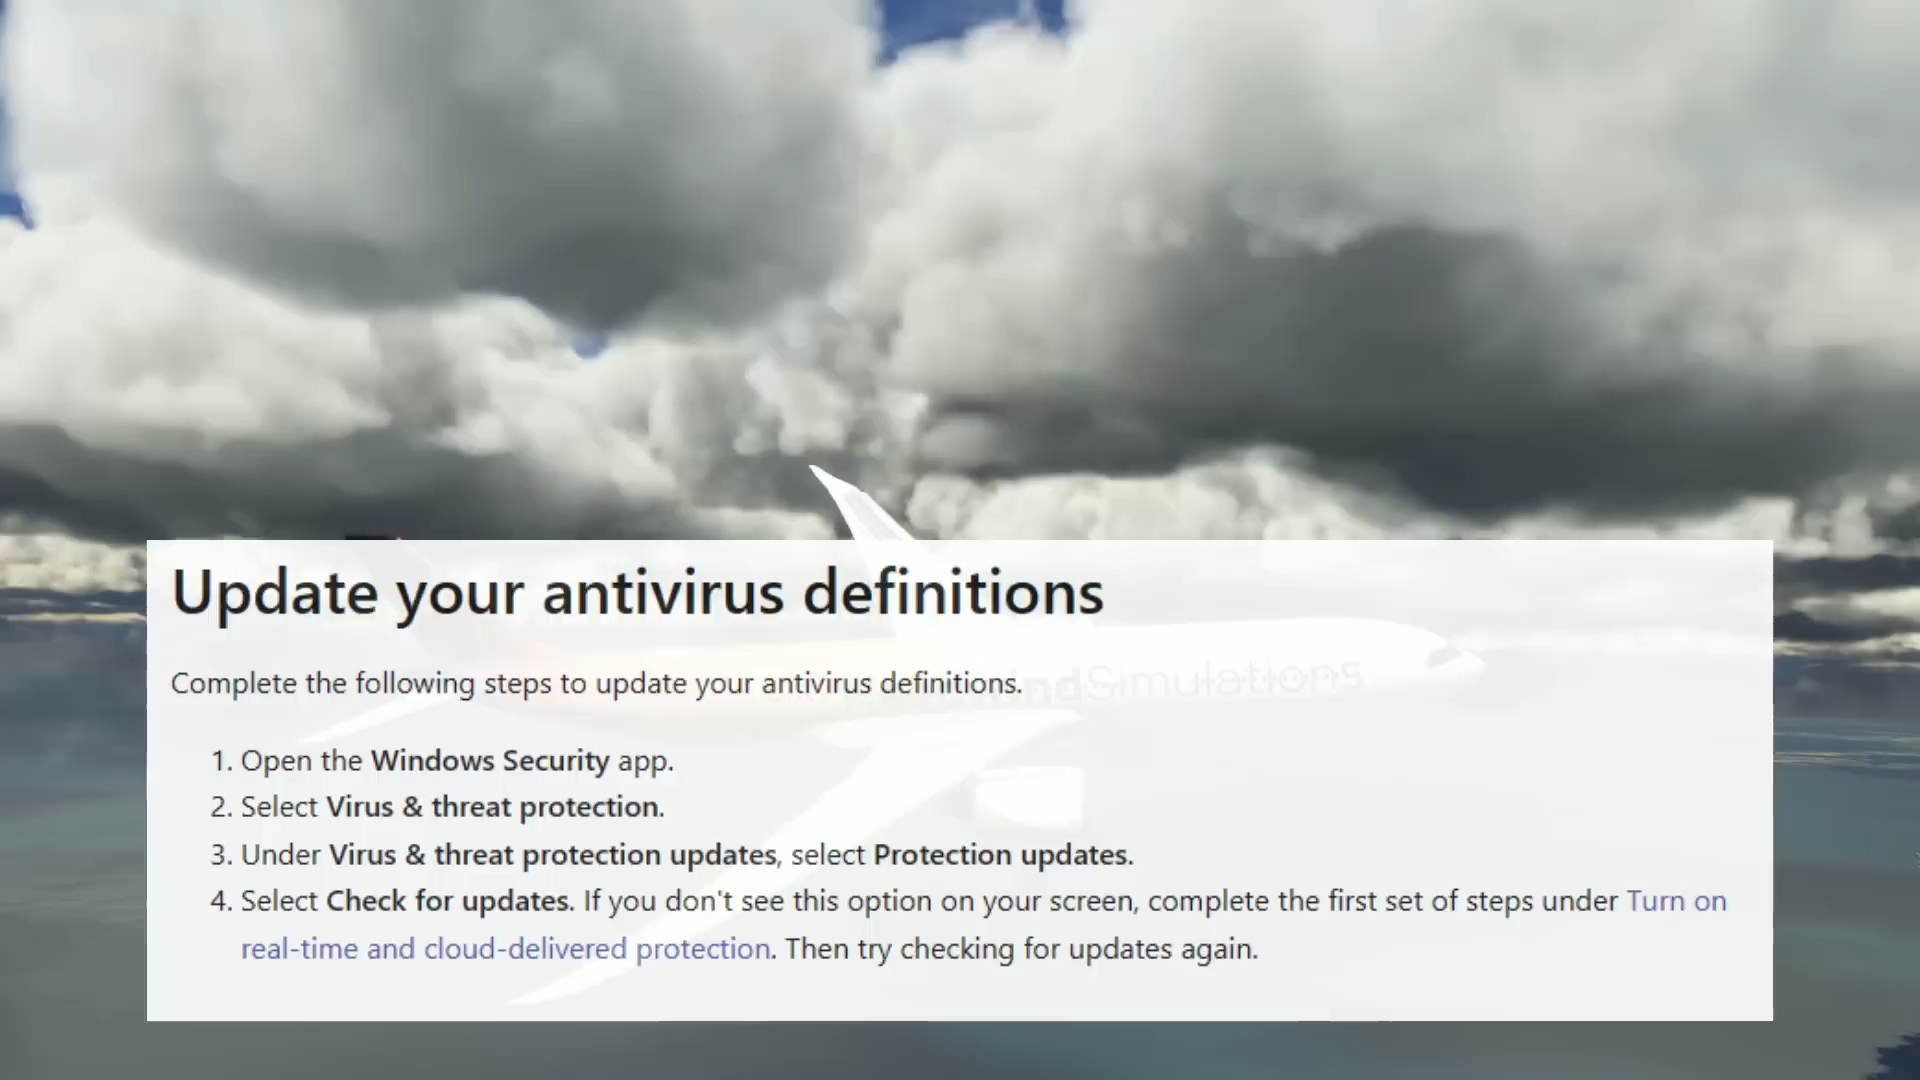 Update your antivirus definitions
Complete the following steps to update your antivirus definitions.
Simulations
1. Open the Windows Security app.
2. Select Virus & threat protection.
3. Under Virus & threat protection updates, select Protection updates.
4. Select Check for updates. If you don't see this option on your screen, complete the first set of steps under Turn on
real-time and cloud-delivered protection. Then try checking for updates again.